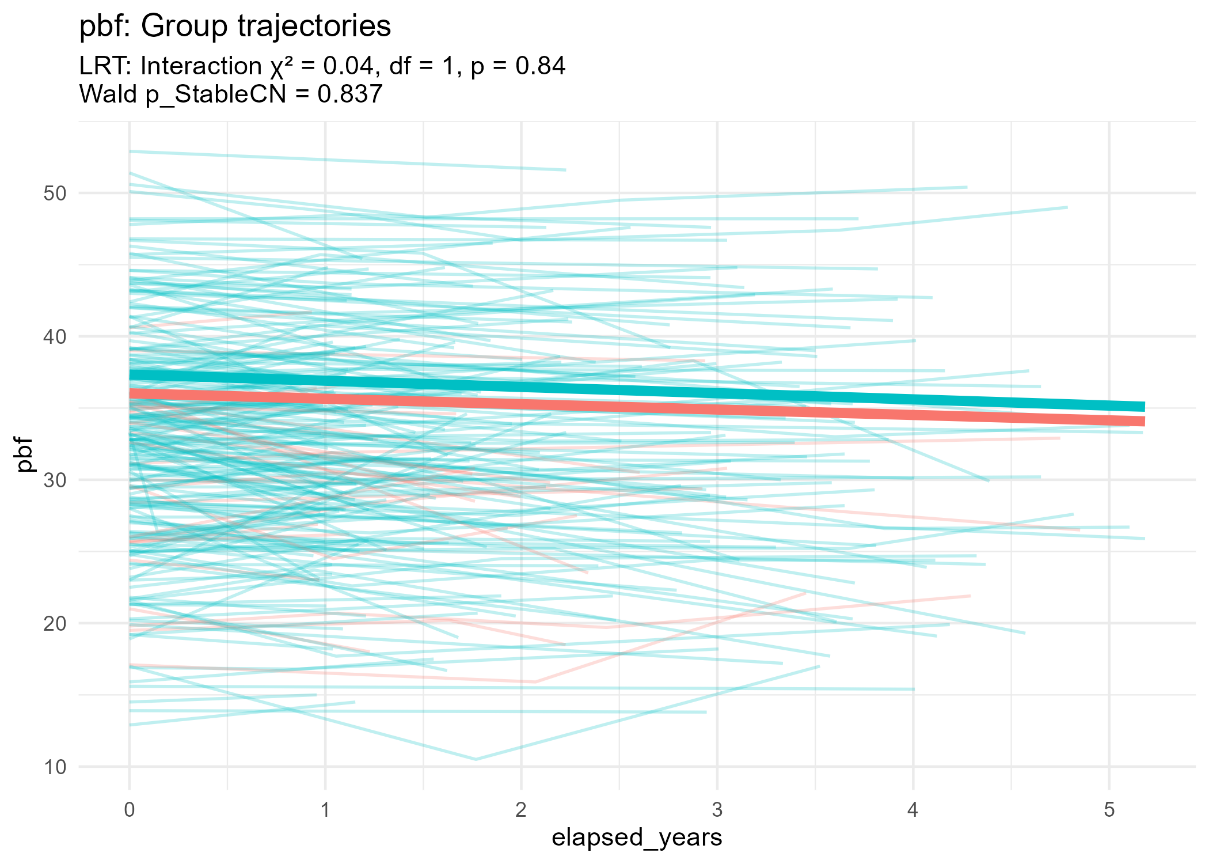 pbf: Group trajectories
LRT: Interaction χ² = 0.04, df = 1, p = 0.84
Wald p_StableCN = 0.837
50
40
30
20
10
pbf
0 1 2 3 4 5
elapsed_years